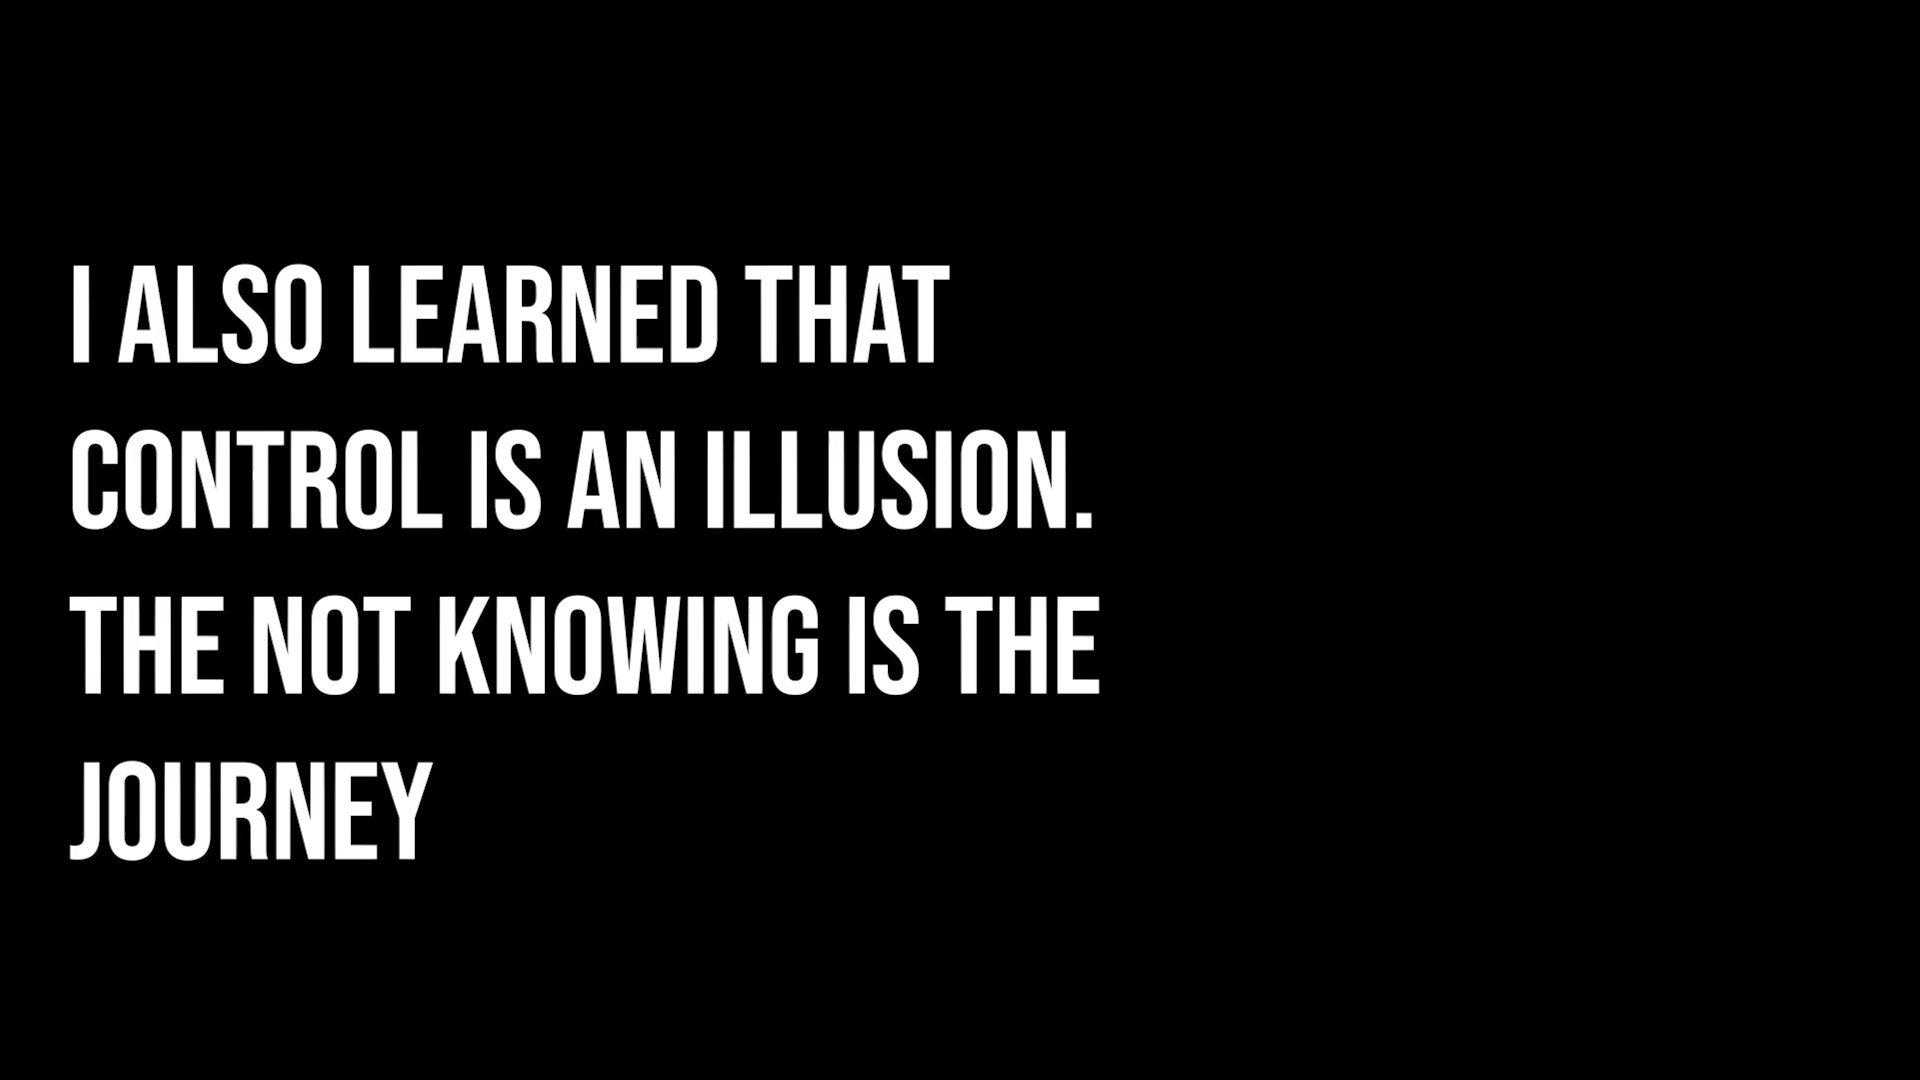 I ALSO LEARNED THAT
CONTROL IS AN ILLUSION.
THE NOT KNOWING IS THE
JOURNEY